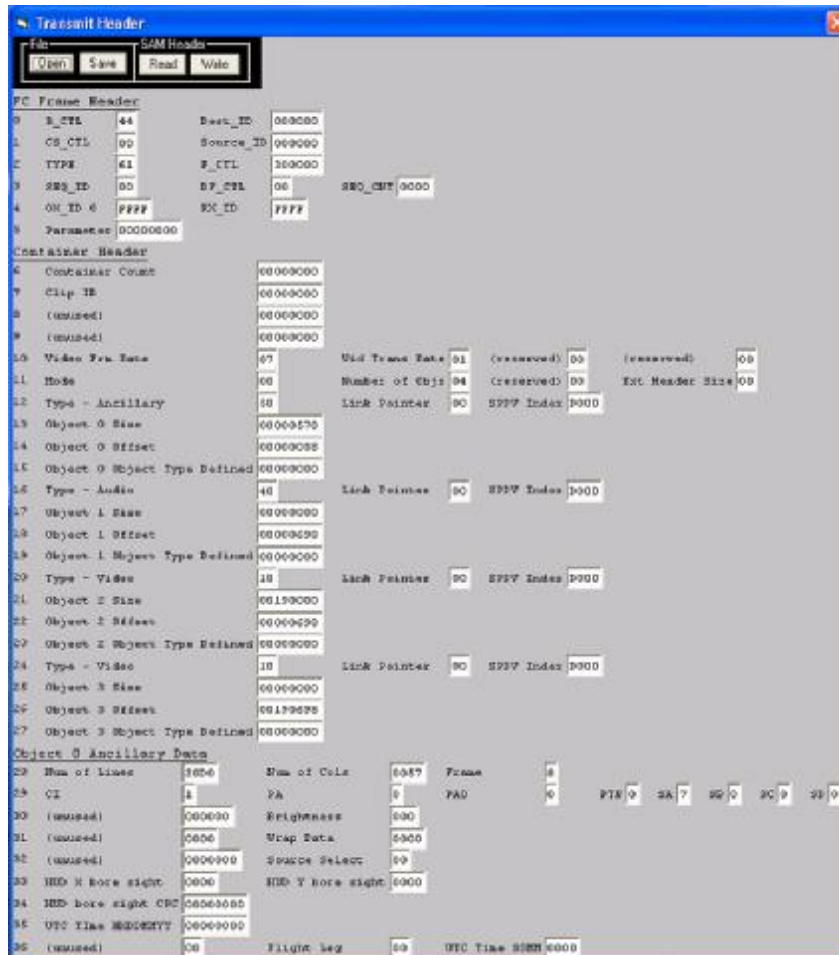 Transmit Header
File SAM Header
Open Save Read Write
FC Frame Header
0 R_CTL 44 Dest_ID 000000
1 CS_CTL 00 Source_ID 000000
2 TYPE 61 F_CTL 300000
3 SEQ_ID 00 DF_CTL 00 SEQ_CNT 0000
4 OX_ID 0 FFFF RX_ID FFFF
5 Parameter 00000000
Container Header
6 Container Count 00000000
7 Clip ID 00000000
8 (unused) 00000000
9 (unused) 00000000
10 Video Frm Rate 07 Vid Trans Rate 01 (reserved) 00 (reserved) 00
11 Mode 00 Number of Objs 04 (reserved) 00 Ext Header Size 00
12 Type - Ancillary 50 Link Pointer 00 SPDV Index
13 Object 0 Size
14 Object 0 Offset
15 Object 0 Object Type Defined 00000000
16 Type - Audio 40 Link Pointer 00 Index
17 Object 1 Size 00000000
18 Object 1 Offset
19 Object 1 Object Type Defined 00000000
20 Type - Video 10 Link Pointer 00 Index
21 Object 2 Size
22 Object 2 Offset
23 Object 2 Object Type Defined 00000000
24 Type - Video 10 Link Pointer 00 Index
25 Object 3 Size 00000000
26 Object 3 Offset
27 Object 3 Object Type Defined 00000000
Object 0 Ancillary Data
28 Num of Lines Num of Cols Frame
29 CI PA PAD 0 SA 7
30 (unused) 000000 Brightness 000
31 (unused) 0000 Wrap Data 0000
32 (unused) 0000000 Source Select 00
33 HUD X bore sight 0000 HUD Y bore sight 0000
34 HUD bore sight CRC 00000000
35 UTC Time 00000000
36 (unused) 00 Flight Leg 00 UTC Time 0000